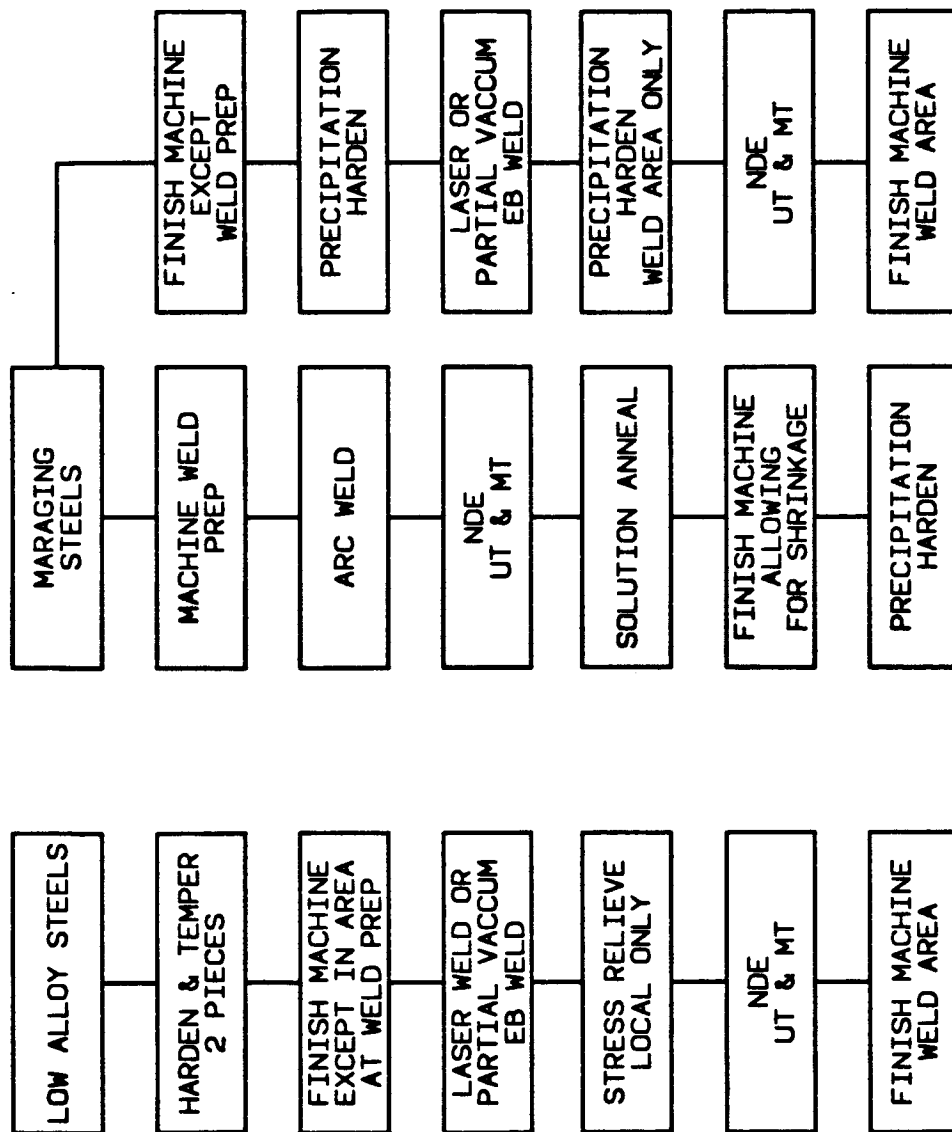 LOW ALLOY STEELS
HARDEN & TEMPER
2 PIECES
FINISH MACHINE
EXCEPT IN AREA
AT WELD PREP
LASER WELD OR
PARTIAL VACCUM
EB WELD
STRESS RELIEVE
LOCAL ONLY
NDE
UT & MT
FINISH MACHINE
WELD AREA
MARAGING
STEELS
MACHINE WELD
PREP
ARC WELD
NDE
UT & MT
SOLUTION ANNEAL
FINISH MACHINE
ALLOWING
FOR SHRINKAGE
PRECIPITATION
HARDEN
FINISH MACHINE
EXCEPT
WELD PREP
PRECIPITATION
HARDEN
LASER OR
PARTIAL VACCUM
EB WELD
PRECIPITATION
HARDEN
WELD AREA ONLY
NDE
UT & MT
FINISH MACHINE
WELD AREA